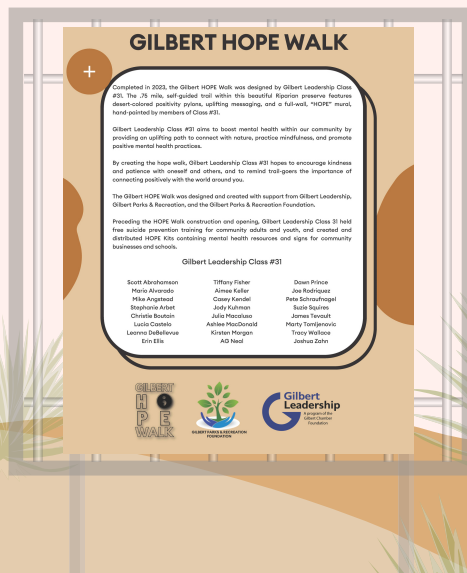 GILBERT HOPE WALK
+
Completed in 2023, the Gilbert HOPE Walk was designed by Gilbert Leadership Class
#31. The .75 mile, self-guided trail within this beautiful Riparian preserve features
desert-colored positivity pylons, uplifting messaging, and a full-wall, “HOPE” mural,
hand-painted by members of Class #31.
Gilbert Leadership Class #31 aims to boost mental health within our community by
providing an uplifting path to connect with nature, practice mindfulness, and promote
positive mental health practices.
By creating the hope walk, Gilbert Leadership Class #31 hopes to encourage kindness
and patience with oneself and others, and to remind trail-goers the importance of
connecting positively with the world around you.
The Gilbert HOPE Walk was designed and created with support from Gilbert Leadership,
Gilbert Parks & Recreation, and the Gilbert Parks & Recreation Foundation.
Preceding the HOPE Walk construction and opening, Gilbert Leadership Class 31 held
free suicide prevention training for community adults and youth, and created and
distributed HOPE Kits containing mental health resources and signs for community
businesses and schools.
Gilbert Leadership Class #31
Scott Abrahamson
Mario Alvarado
Mike Angstead
Stephanie Arbet
Christie Boutain
Lucia Castelo
Leanna DeBellevue
Erin Ellis
Tiffany Fisher
Aimee Keller
Casey Kendel
Jody Kuhman
Julia Macaluso
Ashlee MacDonald
Kirsten Morgan
AG Neal
Dawn Prince
Joe Rodriquez
Pete Schraufnagel
Suzie Squires
James Tevault
Marty Tomljenovic
Tracy Wallace
Joshua Zahn
GILBERT
HOPE
WALK
GILBERT PARKS & RECREATION
FOUNDATION
Gilbert
Leadership
A program of the
Gilbert Chamber
Foundation